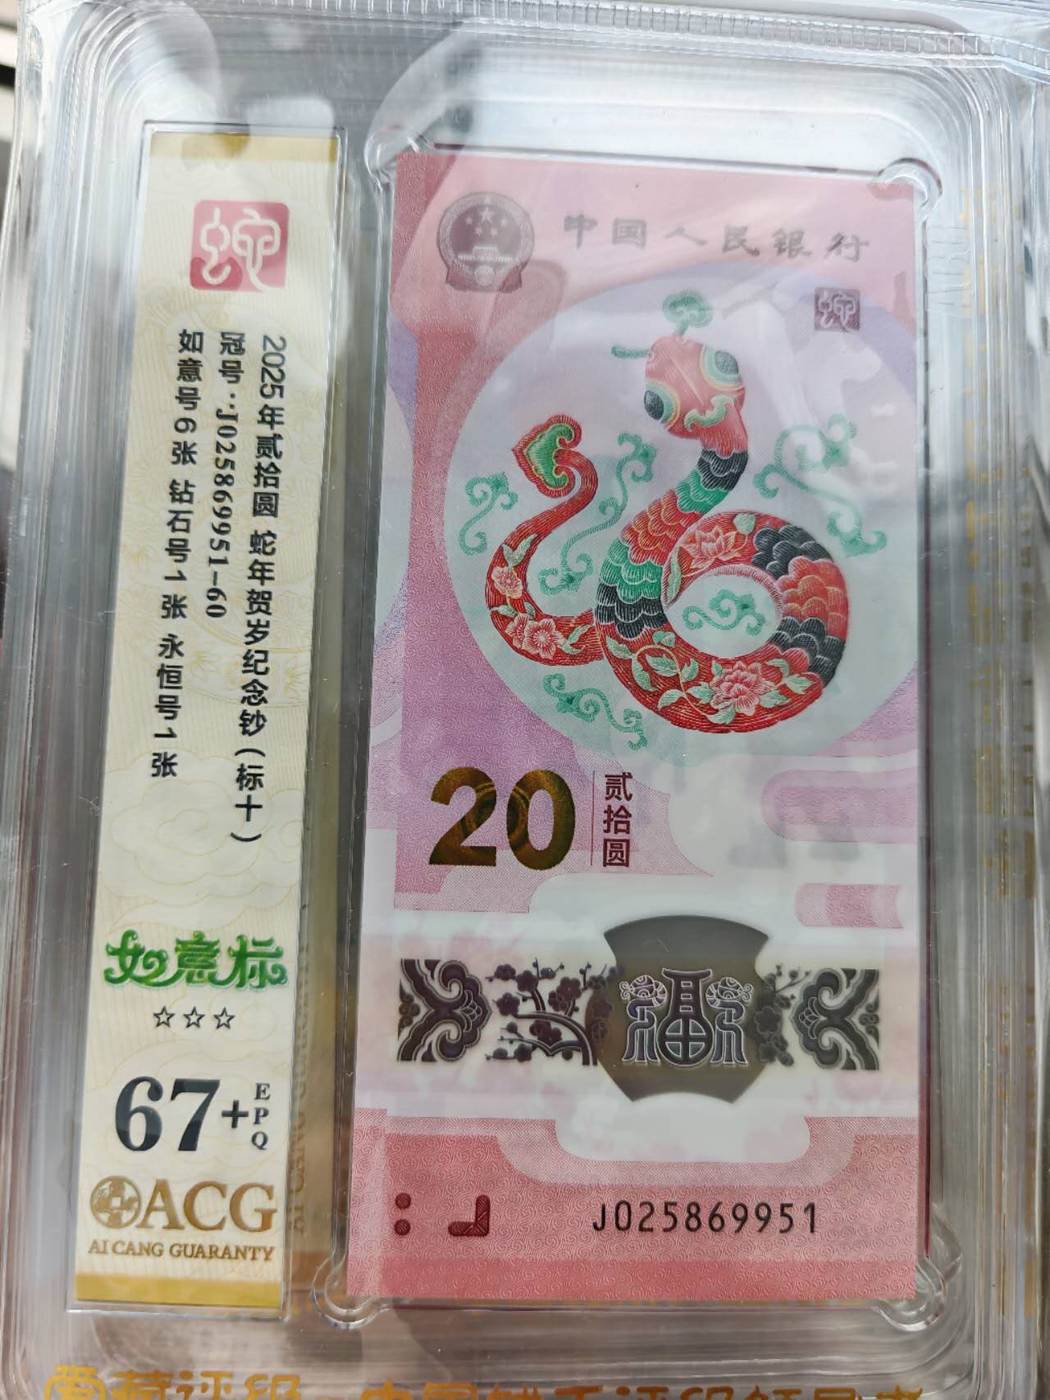 蛇
2025年贰拾圆 蛇年贺岁纪念钞(标十)
冠号:J025869951-60
如意号6张 钻石号1张 永恒号1张
如意标
☆☆☆
67+
EPQ
ACG
AI CANG GUARANTY
中国人民银行
蛇
20
贰拾圆
福
J025869951